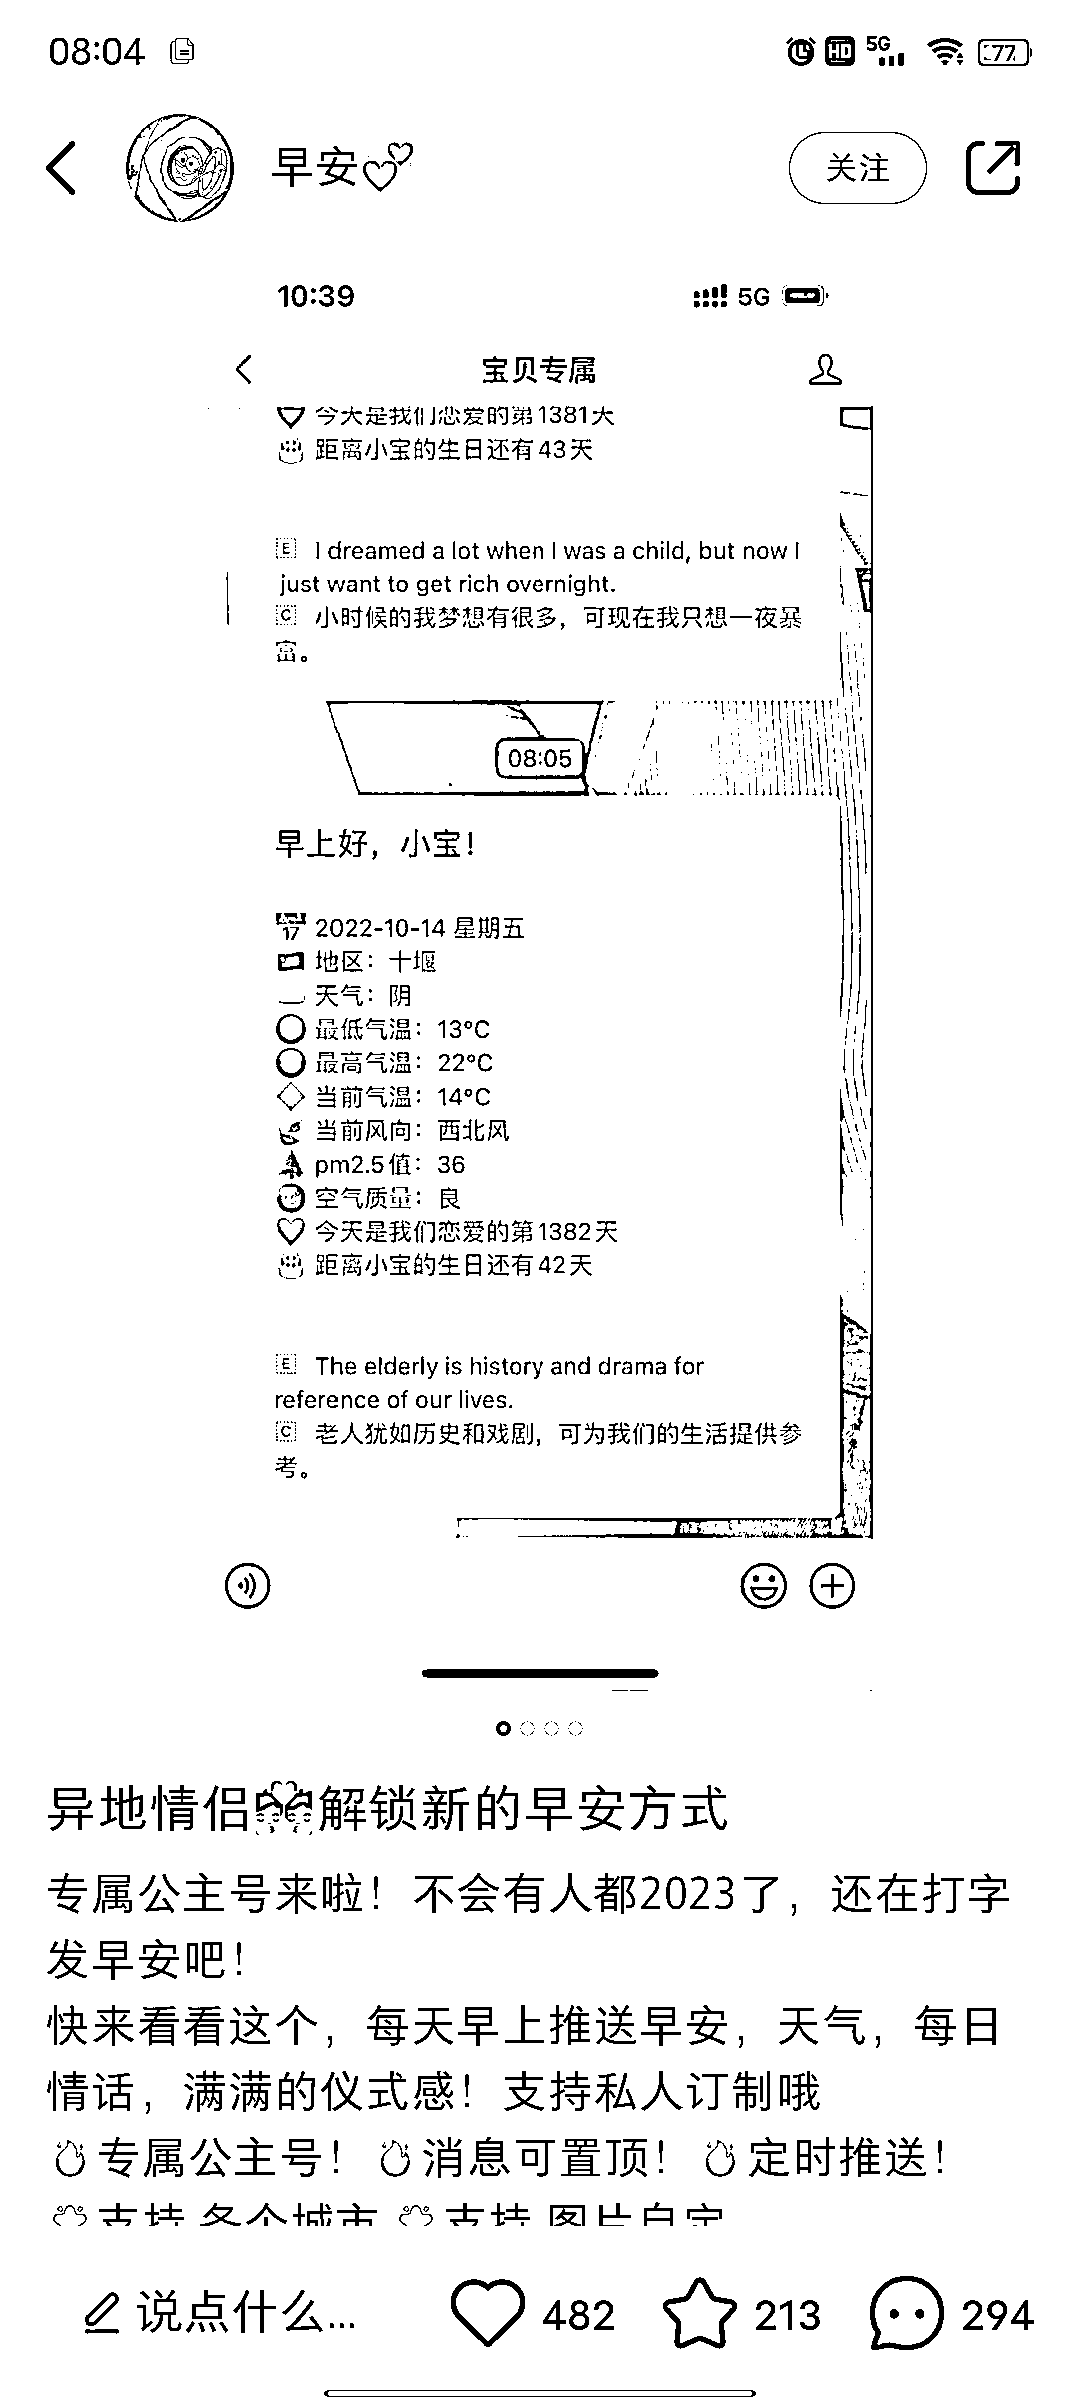 08:04
HD 5G 77
早安
关注
10:39
5G
宝贝专属
今天是我们恋爱的第1381天
距离小宝的生日还有43天
E I dreamed a lot when I was a child, but now I
just want to get rich overnight.
C 小时候的我梦想有很多，可现在我只想一夜暴
富。
08:05
早上好，小宝！
17 2022-10-14 星期五
地区：十堰
天气：阴
最低气温：13°C
最高气温：22°C
当前气温：14°C
当前风向：西北风
pm2.5值：36
空气质量：良
今天是我们恋爱的第1382天
距离小宝的生日还有42天
E The elderly is history and drama for
reference of our lives.
C 老人犹如历史和戏剧，可为我们的生活提供参
考。
异地情侣解锁新的早安方式
专属公主号来啦！不会有人都2023了，还在打字
发早安吧！
快来看看这个，每天早上推送早安，天气，每日
情话，满满的仪式感！支持私人订制哦
专属公主号！消息可置顶！定时推送！
支持 各个城市 支持 图片自定
说点什么...
482
213
294